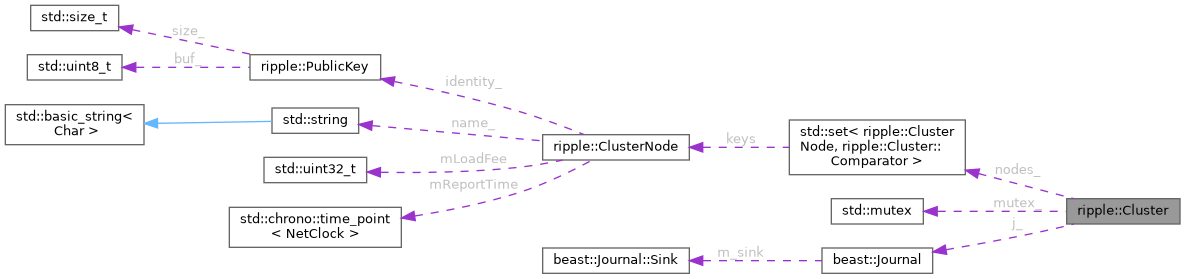 std::size_t
size_
std::uint8_t
buf_
ripple::PublicKey
identity_
std::basic_string<
Char >
std::string
name_
std::uint32_t
mLoadFee
mReportTime
std::chrono::time_point
< NetClock >
ripple::ClusterNode
keys
std::set< ripple::Cluster
Node, ripple::Cluster::
Comparator >
nodes_
std::mutex
mutex_
ripple::Cluster
j_
beast::Journal::Sink
m_sink
beast::Journal